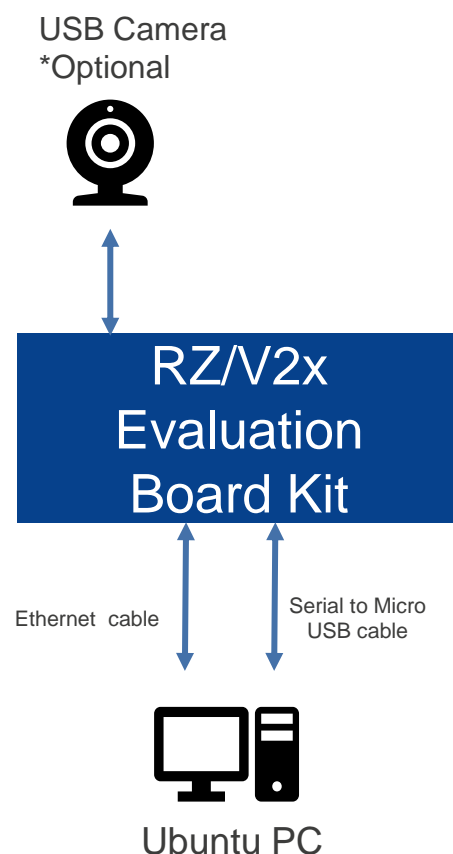 USB Camera
*Optional
RZ/V2x
Evaluation
Board Kit
Ethernet cable
Serial to Micro
USB cable
Ubuntu PC